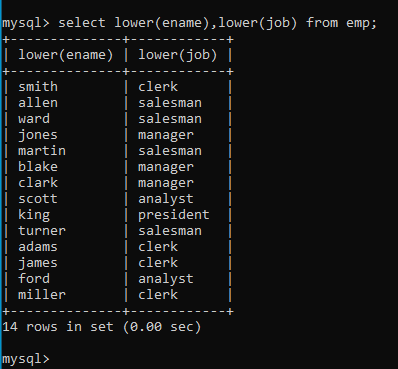 mysql> select lower(ename),lower(job) from emp;
+--------------+------------+
| lower(ename) | lower(job) |
+--------------+------------+
| smith        | clerk      |
| allen        | salesman   |
| ward         | salesman   |
| jones        | manager    |
| martin       | salesman   |
| blake        | manager    |
| clark        | manager    |
| scott        | analyst    |
| king         | president  |
| turner       | salesman   |
| adams        | clerk      |
| james        | clerk      |
| ford         | analyst    |
| miller       | clerk      |
+--------------+------------+
14 rows in set (0.00 sec)
mysql>